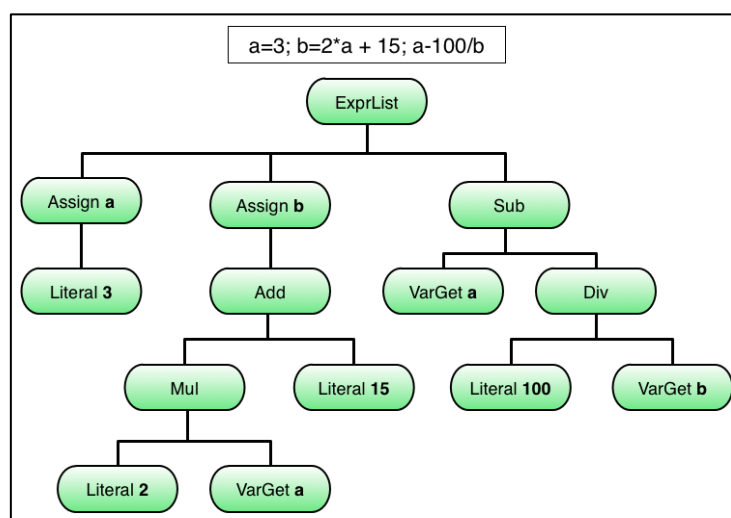 a=3; b=2*a + 15; a-100/b
ExprList
Assign a
Assign b
Sub
Literal 3
Add
VarGet a
Div
Mul
Literal 15
Literal 100
VarGet b
Literal 2
VarGet a